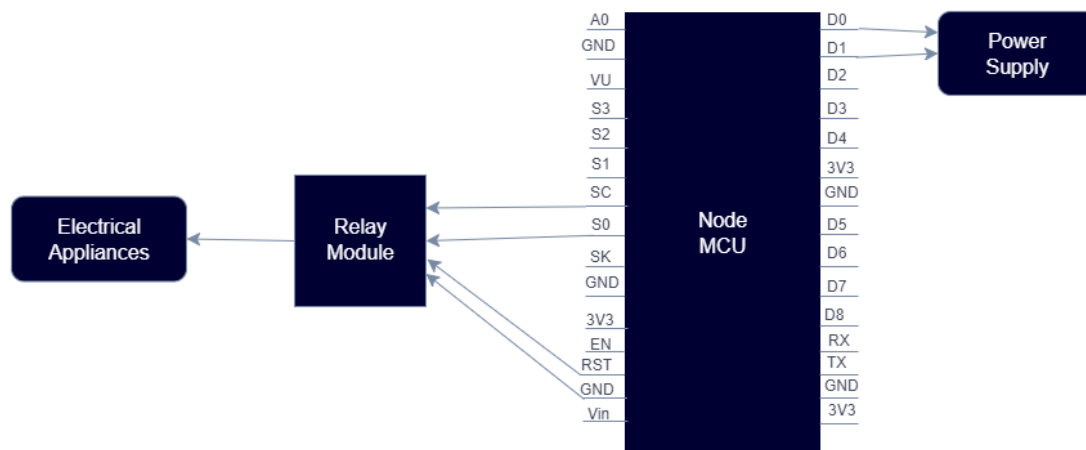 A0
GND
VU
S3
S2
S1
SC
S0
SK
GND
3V3
EN
RST
GND
Vin
D0
D1
D2
D3
D4
3V3
GND
D5
D6
D7
D8
RX
TX
GND
3V3
Node
MCU
Power
Supply
Relay
Module
Electrical
Appliances